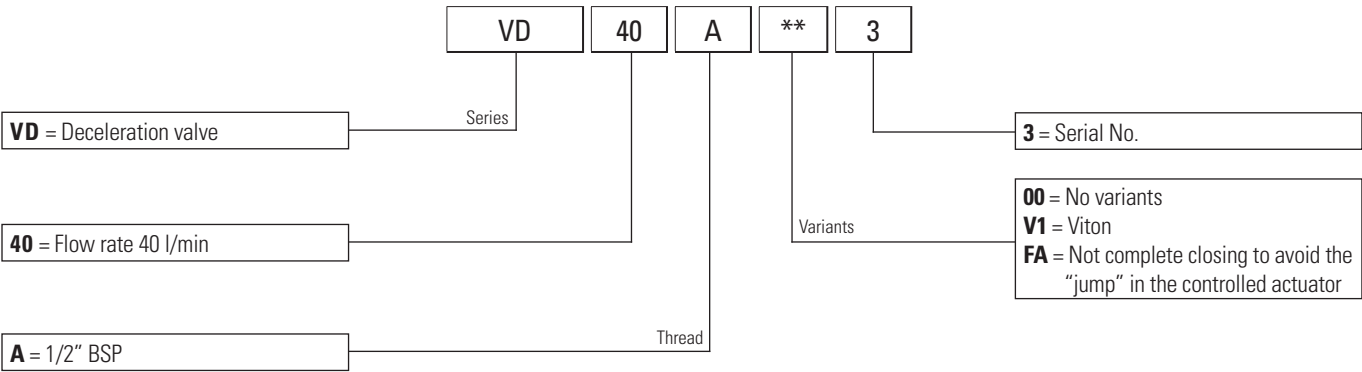 VD 40 A ** 3
Series
VD = Deceleration valve
3 = Serial No.
00 = No variants
V1 = Viton
FA = Not complete closing to avoid the
“jump” in the controlled actuator
Variants
40 = Flow rate 40 l/min
Thread
A = 1/2” BSP